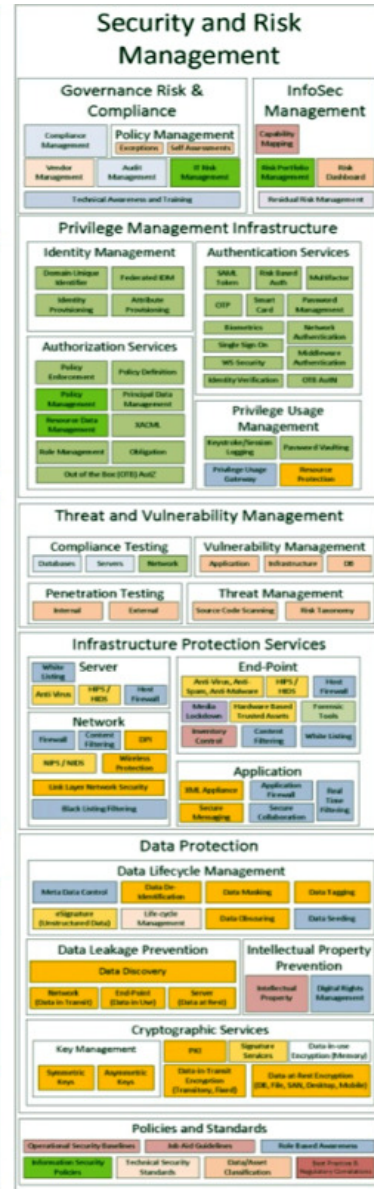 Security and Risk
Management
Governance Risk &
Compliance
Compliance
Management
Policy Management
Exceptions
Self Assessments
Vendor
Management
Audit
Management
IT Risk
Management
Technical Awareness and Training
InfoSec
Management
Capability
Mapping
Risk Portfolio
Management
Risk
Dashboard
Residual Risk Management
Privilege Management Infrastructure
Identity Management
Domain Unique
Identifier
Federated IDM
Identity
Provisioning
Attribute
Provisioning
Authentication Services
SAML
Token
Risk Based
Auth
Multifactor
OTP
Smart
Card
Password
Management
Biometrics
Network
Authentication
Single Sign On
Middleware
Authentication
WS-Security
Identity Verification
OTB AutN
Authorization Services
Policy
Enforcement
Policy Definition
Policy
Management
Principal Data
Management
Resource Data
Management
XACML
Role Management
Obligation
Out of the Box (OTB) AutZ
Privilege Usage
Management
Keystroke/Session
Logging
Password Vaulting
Privilege Usage
Gateway
Resource
Protection
Threat and Vulnerability Management
Compliance Testing
Databases
Servers
Network
Vulnerability Management
Application
Infrastructure
DB
Penetration Testing
Internal
External
Threat Management
Source Code Scanning
Risk Taxonomy
Infrastructure Protection Services
Server
White
Listing
Anti Virus
HIPS /
HIDS
Host
Firewall
End-Point
Anti-Virus, Anti-
Spam, Anti-Malware
HIPS /
HIDS
Host
Firewall
Media
Lockdown
Hardware Based
Trusted Assets
Forensic
Tools
Inventory
Control
Content
Filtering
White Listing
Network
Firewall
Content
Filtering
DPI
NIPS / NIDS
Wireless
Protection
Link Layer Network Security
Black Listing Filtering
Application
XML Appliance
Application
Firewall
Real
Time
Filtering
Secure
Messaging
Secure
Collaboration
Data Protection
Data Lifecycle Management
Meta Data Control
Data De-
Identification
Data Masking
Data Tagging
eSignature
(Unstructured Data)
Life-cycle
Management
Data Obscuring
Data Seeding
Data Leakage Prevention
Data Discovery
Network
(Data in Transit)
End-Point
(Data in Use)
Server
(Data at Rest)
Intellectual Property
Prevention
Intellectual
Property
Digital Rights
Management
Cryptographic Services
Key Management
Symmetric
Keys
Asymmetric
Keys
PKI
Signature
Services
Data-in-use
Encryption (Memory)
Data-in-Transit
Encryption
(Transitory, Fixed)
Data-at-Rest Encryption
(DB, File, SAN, Desktop, Mobile)
Policies and Standards
Operational Security Baselines
Job Aid Guidelines
Role Based Awareness
Information Security
Policies
Technical Security
Standards
Data/Asset
Classification
Best Practice &
Regulatory Correlation